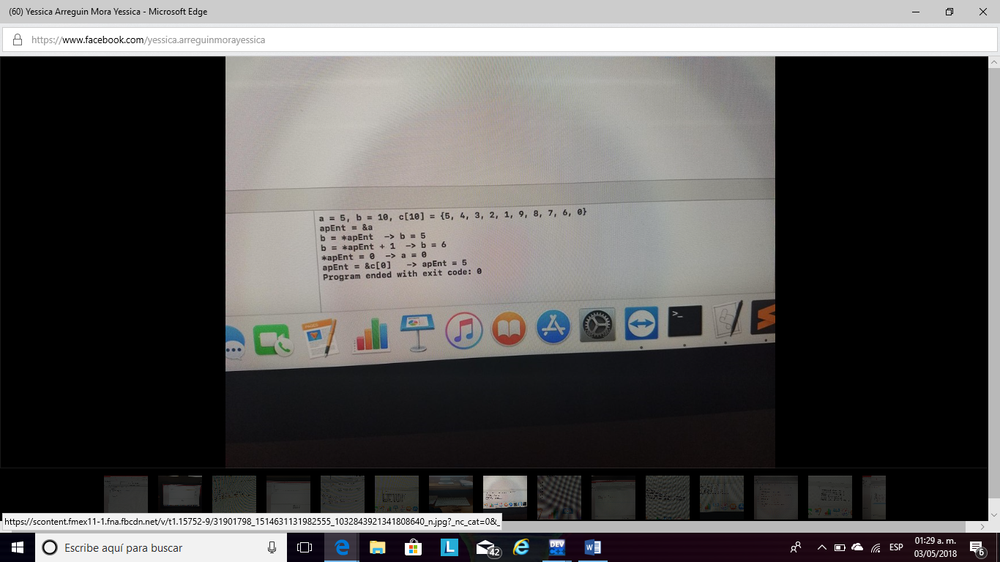 (60) Yessica Arreguin Mora Yessica - Microsoft Edge
https://www.facebook.com/yessica.arreguinmorayessica
a = 5, b = 10, c[10] = {5, 4, 3, 2, 1, 9, 8, 7, 6, 0}
apEnt = &a
b = *apEnt -> b = 5
b = *apEnt + 1 -> b = 6
*apEnt = 0 -> a = 0
apEnt = &c[0] -> apEnt = 5
Program ended with exit code: 0
PAGES
>_
https://scontent.fmex11-1.fna.fbcdn.net/v/t1.15752-9/31901798_1514631131982555_1032843921341808640_n.jpg?_nc_cat=0&_
Escribe aquí para buscar
L
42
DEV
ESP
01:29 a. m.
03/05/2018
6